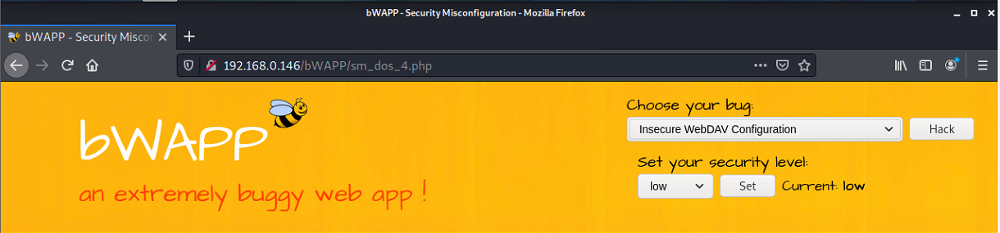 bWAPP - Security Misconfiguration - Mozilla Firefox
bWAPP - Security Miscon
192.168.0.146/bWAPP/sm_dos_4.php
bWAPP
an extremely buggy web app !
Choose your bug:
Insecure WebDAV Configuration
Hack
Set your security level:
low
Set
Current: low